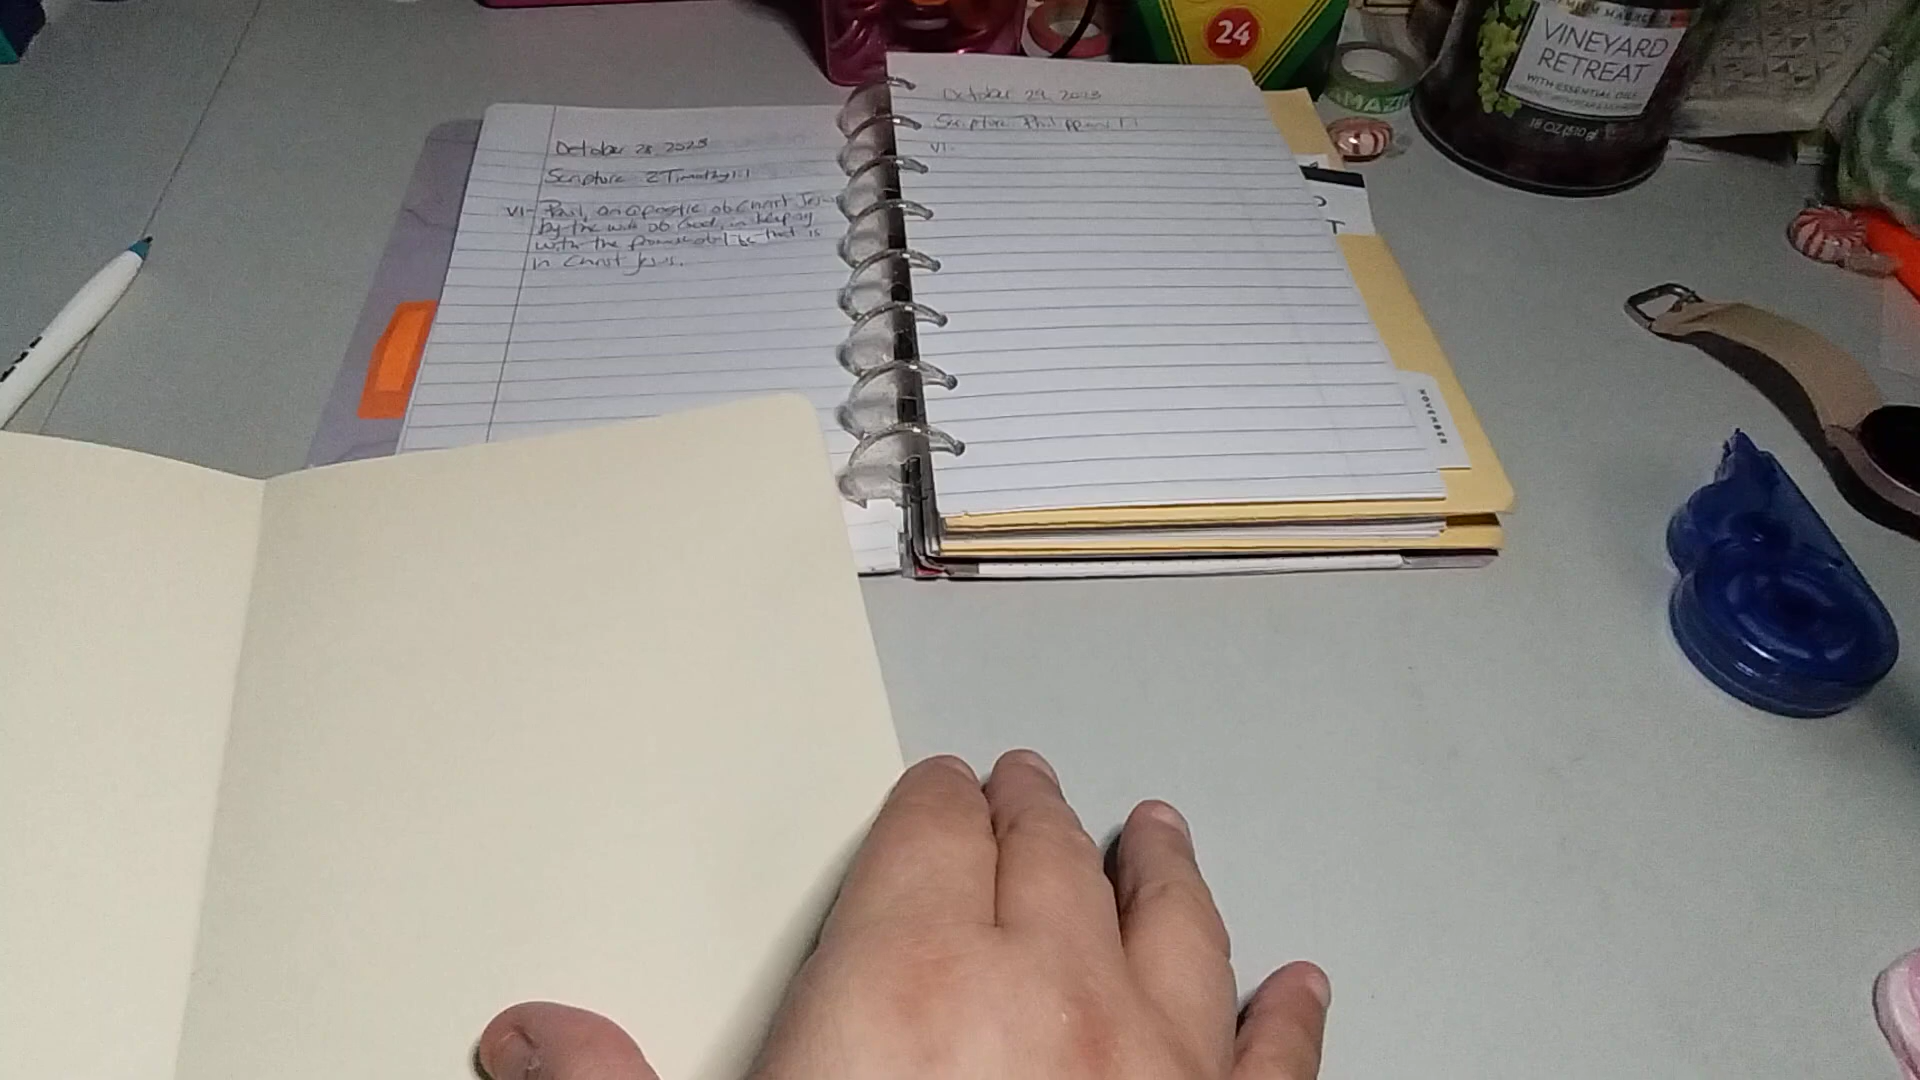 October 28, 2023
Scripture 2 Timothy 1:1
V1- Paul, an apostle of Christ Jesus
by the will of God, in keeping
with the promise of life that is
in Christ Jesus.
October 29, 2023
Scripture Philippians 1:1
V1-
NOVEMBER
24
VINEYARD
RETREAT
WITH ESSENTIAL OILS